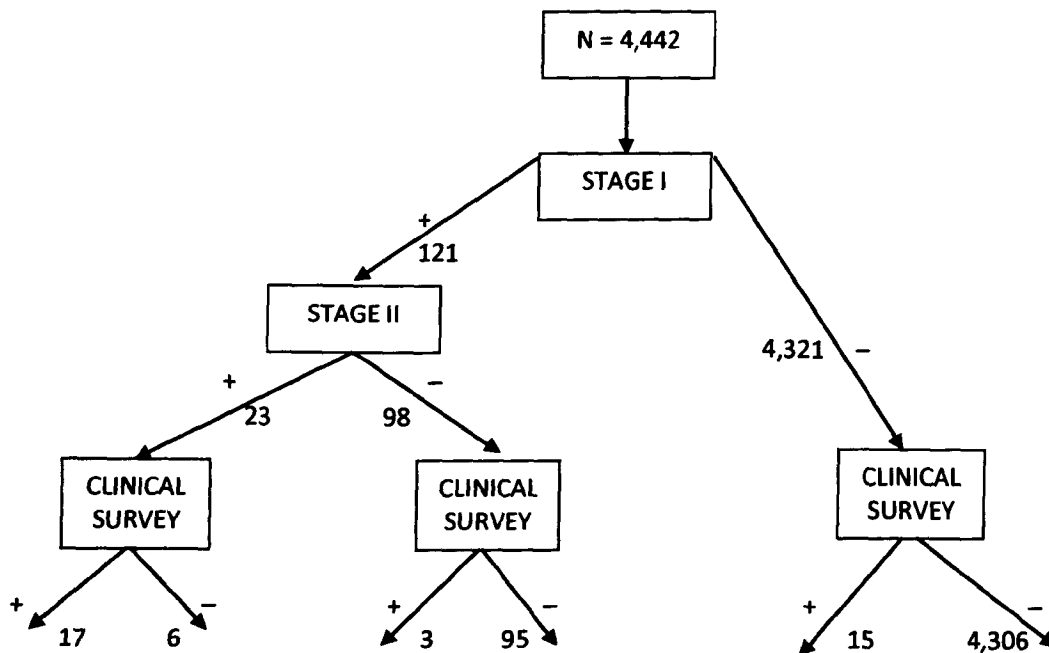 N = 4,442
STAGE I
+
121
STAGE II
4,321 –
+
23
–
98
CLINICAL
SURVEY
CLINICAL
SURVEY
CLINICAL
SURVEY
+
17
–
6
+
3
–
95
+
15
–
4,306